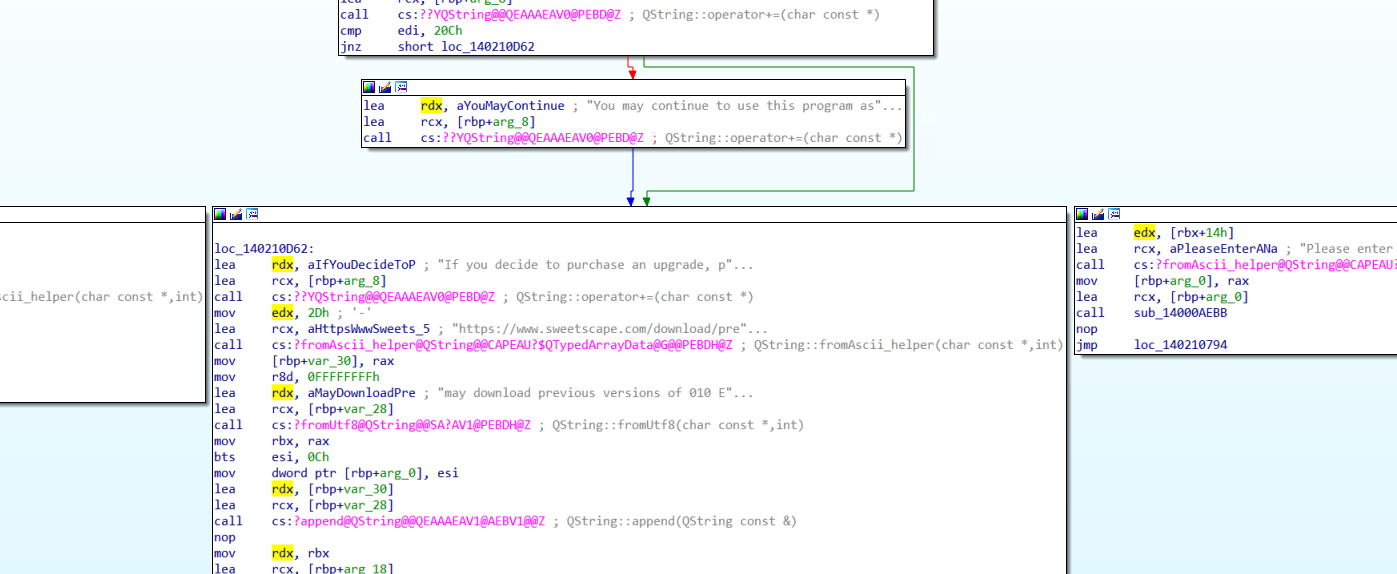 lea rcx, [rbp+arg_8]
call cs:??YQString@@QEAAAEAV0@PEBD@Z ; QString::operator+=(char const *)
cmp edi, 20Ch
jnz short loc_140210D62
lea rdx, aYouMayContinue ; "You may continue to use this program as"...
lea rcx, [rbp+arg_8]
call cs:??YQString@@QEAAAEAV0@PEBD@Z ; QString::operator+=(char const *)
scii_helper(char const *,int)
loc_140210D62:
lea rdx, aIfYouDecideToP ; "If you decide to purchase an upgrade, p"...
lea rcx, [rbp+arg_8]
call cs:??YQString@@QEAAAEAV0@PEBD@Z ; QString::operator+=(char const *)
mov edx, 2Dh ; '-'
lea rcx, aHttpsWwwSweets_5 ; "https://www.sweetscape.com/download/pre"...
call cs:?fromAscii_helper@QString@@CAPEAU?$QTypedArrayData@G@@PEBDH@Z ; QString::fromAscii_helper(char const *,int)
mov [rbp+var_30], rax
mov r8d, 0FFFFFFFFh
lea rdx, aMayDownloadPre ; "may download previous versions of 010 E"...
lea rcx, [rbp+var_28]
call cs:?fromUtf8@QString@@SA?AV1@PEBDH@Z ; QString::fromUtf8(char const *,int)
mov rbx, rax
bts esi, 0Ch
mov dword ptr [rbp+arg_0], esi
lea rdx, [rbp+var_30]
lea rcx, [rbp+var_28]
call cs:?append@QString@@QEAAAEAV1@AEBV1@@Z ; QString::append(QString const &)
nop
mov rdx, rbx
lea rcx, [rbp+arg_18]
lea edx, [rbx+14h]
lea rcx, aPleaseEnterANa ; "Please enter
call cs:?fromAscii_helper@QString@@CAPEAU?
mov [rbp+arg_0], rax
lea rcx, [rbp+arg_0]
call sub_14000AEBB
nop
jmp loc_140210794